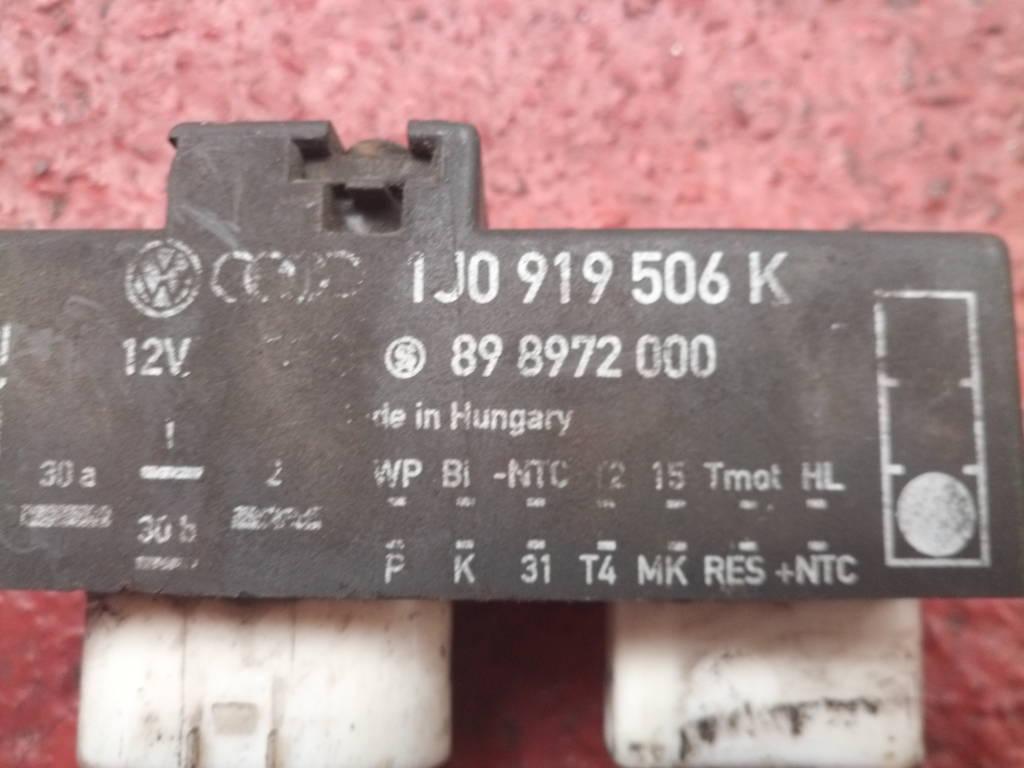 1J0 919 506 K
12V 89 8972 000
in Hungary
1
30 a 2 WP BI -NTC 15 Tmot HL
30 b
P K 31 T4 MK RES +NTC